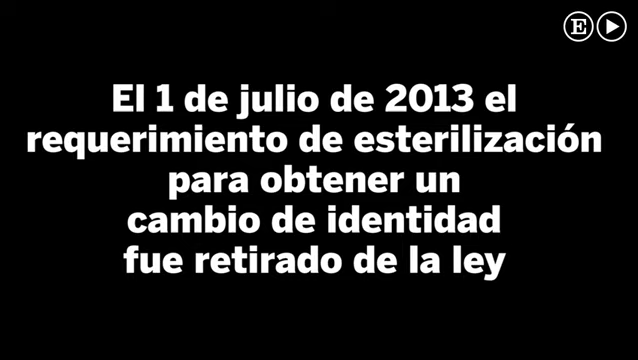 E
El 1 de julio de 2013 el
requerimiento de esterilización
para obtener un
cambio de identidad
fue retirado de la ley